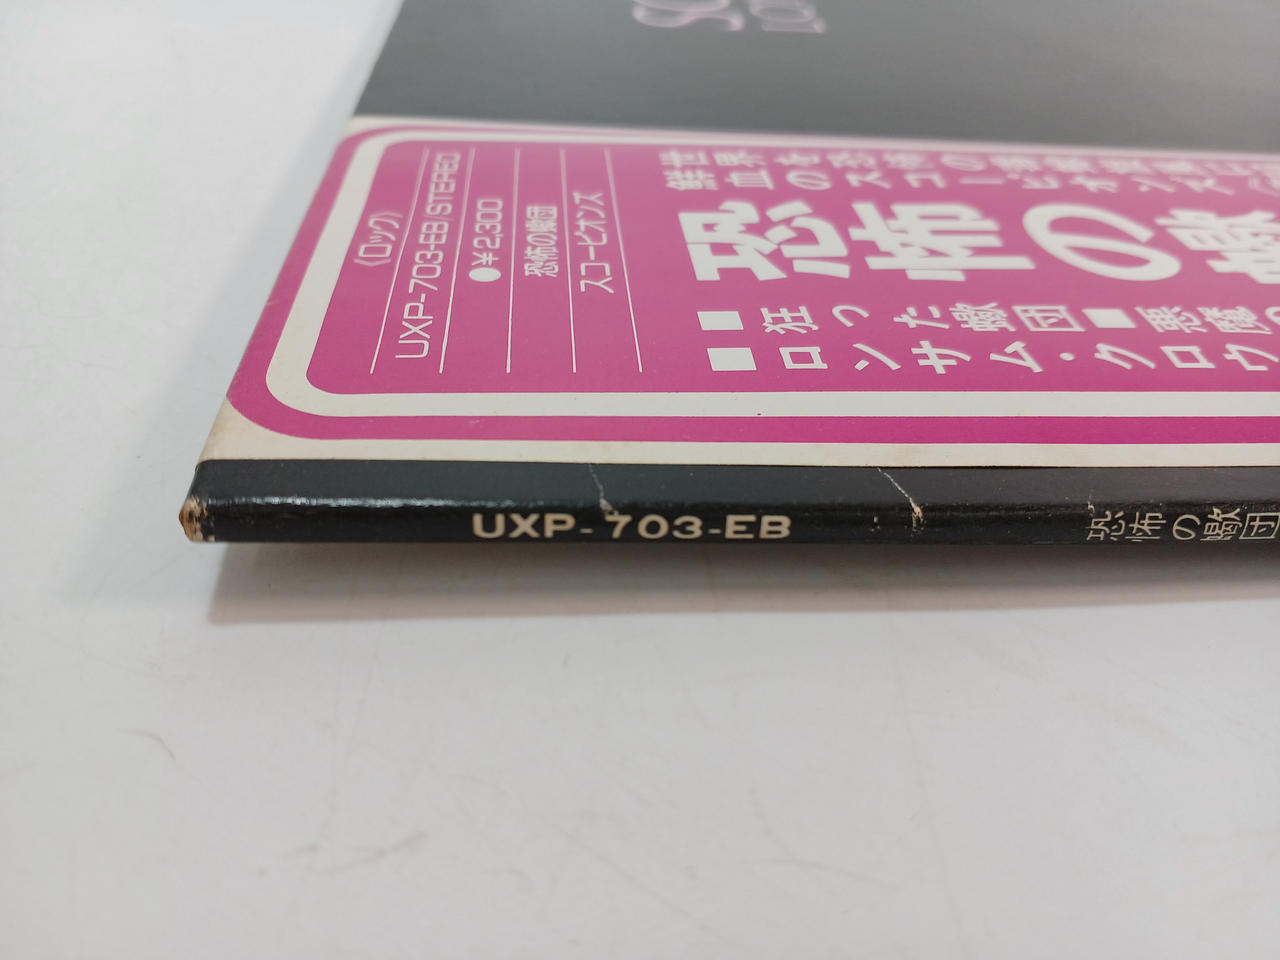 SC
LO
〈ロック〉
UXP-703-EB/STEREO
●¥2,300
恐怖の蠍団
スコーピオンズ
世界を恐怖の
鮮血のスコーピオンズ
恐怖の蠍
■狂った蠍団■悪魔の
■ロンサム・クロウ
UXP-703-EB
恐怖の蠍団